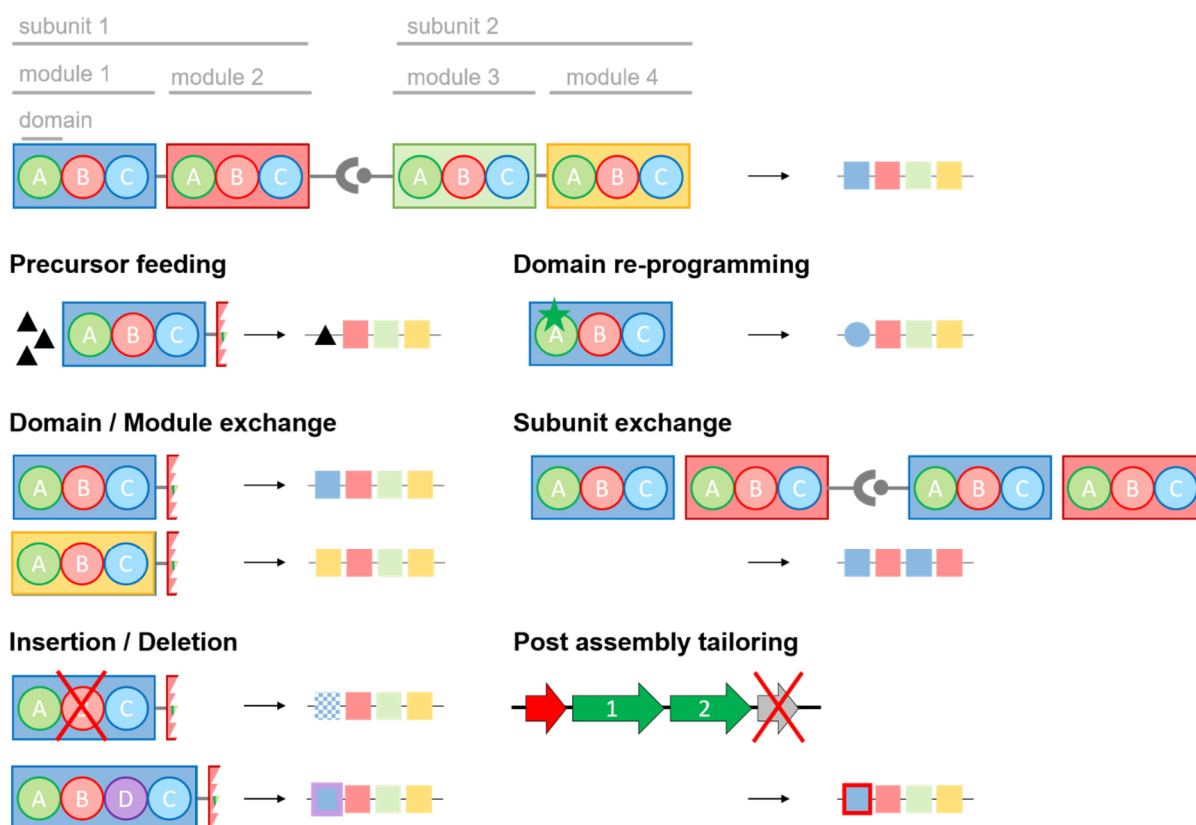 subunit 1 subunit 2
module 1 module 2 module 3 module 4
domain
A B C A B C A B C A B C
Precursor feeding Domain re-programming
A B C A B C
Domain / Module exchange Subunit exchange
A B C A B C A B C A B C A B C
A B C
Insertion / Deletion Post assembly tailoring
A C 1 2
A B D C